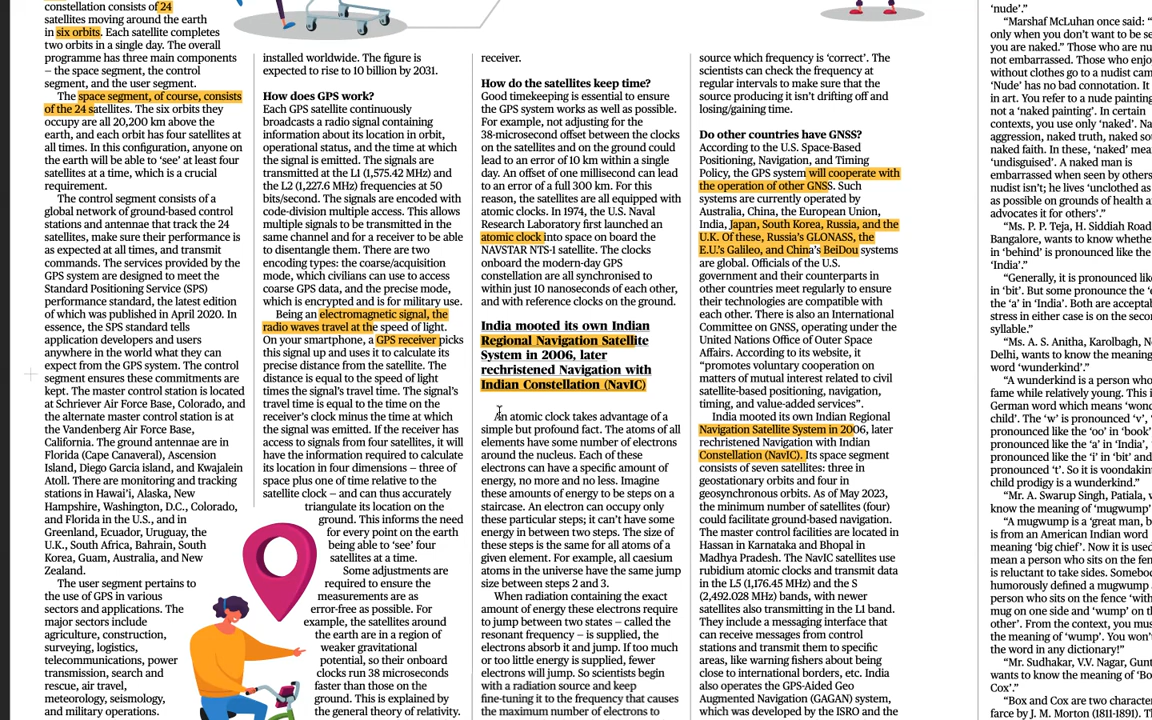 constellation consists of 24
satellites moving around the earth
in six orbits. Each satellite completes
two orbits in a single day. The overall
programme has three main components
– the space segment, the control
segment, and the user segment.
The space segment, of course, consists
of the 24 satellites. The six orbits they
occupy are all 20,200 km above the
earth, and each orbit has four satellites at
all times. In this configuration, anyone on
the earth will be able to ‘see’ at least four
satellites at a time, which is a crucial
requirement.
The control segment consists of a
global network of ground-based control
stations and antennae that track the 24
satellites, make sure their performance is
as expected at all times, and transmit
commands. The services provided by the
GPS system are designed to meet the
Standard Positioning Service (SPS)
performance standard, the latest edition
of which was published in April 2020. In
essence, the SPS standard tells
application developers and users
anywhere in the world what they can
expect from the GPS system. The control
segment ensures these commitments are
kept. The master control station is located
at Schriever Air Force Base, Colorado, and
the alternate master control station is at
the Vandenberg Air Force Base,
California. The ground antennae are in
Florida (Cape Canaveral), Ascension
Island, Diego Garcia island, and Kwajalein
Atoll. There are monitoring and tracking
stations in Hawai’i, Alaska, New
Hampshire, Washington, D.C., Colorado,
and Florida in the U.S., and in
Greenland, Ecuador, Uruguay, the
U.K., South Africa, Bahrain, South
Korea, Guam, Australia, and New
Zealand.
The user segment pertains to
the use of GPS in various
sectors and applications. The
major sectors include
agriculture, construction,
surveying, logistics,
telecommunications, power
transmission, search and
rescue, air travel,
meteorology, seismology,
and military operations.
installed worldwide. The figure is
expected to rise to 10 billion by 2031.
How does GPS work?
Each GPS satellite continuously
broadcasts a radio signal containing
information about its location in orbit,
operational status, and the time at which
the signal is emitted. The signals are
transmitted at the L1 (1,575.42 MHz) and
the L2 (1,227.6 MHz) frequencies at 50
bits/second. The signals are encoded with
code-division multiple access. This allows
multiple signals to be transmitted in the
same channel and for a receiver to be able
to disentangle them. There are two
encoding types: the coarse/acquisition
mode, which civilians can use to access
coarse GPS data, and the precise mode,
which is encrypted and is for military use.
Being an electromagnetic signal, the
radio waves travel at the speed of light.
On your smartphone, a GPS receiver picks
this signal up and uses it to calculate its
precise distance from the satellite. The
distance is equal to the speed of light
times the signal’s travel time. The signal’s
travel time is equal to the time on the
receiver’s clock minus the time at which
the signal was emitted. If the receiver has
access to signals from four satellites, it will
have the information required to calculate
its location in four dimensions – three of
space plus one of time relative to the
satellite clock – and can thus accurately
triangulate its location on the
ground. This informs the need
for every point on the earth
being able to ‘see’ four
satellites at a time.
Some adjustments are
required to ensure the
measurements are as
error-free as possible. For
example, the satellites around
the earth are in a region of
weaker gravitational
potential, so their onboard
clocks run 38 microseconds
faster than those on the
ground. This is explained by
the general theory of relativity.
receiver.
How do the satellites keep time?
Good timekeeping is essential to ensure
the GPS system works as well as possible.
For example, not adjusting for the
38-microsecond offset between the clocks
on the satellites and on the ground could
lead to an error of 10 km within a single
day. An offset of one millisecond can lead
to an error of a full 300 km. For this
reason, the satellites are all equipped with
atomic clocks. In 1974, the U.S. Naval
Research Laboratory first launched an
atomic clock into space on board the
NAVSTAR NTS-1 satellite. The clocks
onboard the modern-day GPS
constellation are all synchronised to
within just 10 nanoseconds of each other,
and with reference clocks on the ground.
India mooted its own Indian
Regional Navigation Satellite
System in 2006, later
rechristened Navigation with
Indian Constellation (NavIC)
An atomic clock takes advantage of a
simple but profound fact. The atoms of all
elements have some number of electrons
around the nucleus. Each of these
electrons can have a specific amount of
energy, no more and no less. Imagine
these amounts of energy to be steps on a
staircase. An electron can occupy only
these particular steps; it can’t have some
energy in between two steps. The size of
these steps is the same for all atoms of a
given element. For example, all caesium
atoms in the universe have the same jump
size between steps 2 and 3.
When radiation containing the exact
amount of energy these electrons require
to jump between two states – called the
resonant frequency – is supplied, the
electrons absorb it and jump. If too much
or too little energy is supplied, fewer
electrons will jump. So scientists begin
with a radiation source and keep
fine-tuning it to the frequency that causes
the maximum number of electrons to
source which frequency is ‘correct’. The
scientists can check the frequency at
regular intervals to make sure that the
source producing it isn’t drifting off and
losing/gaining time.
Do other countries have GNSS?
According to the U.S. Space-Based
Positioning, Navigation, and Timing
Policy, the GPS system will cooperate with
the operation of other GNSS. Such
systems are currently operated by
Australia, China, the European Union,
India, Japan, South Korea, Russia, and the
U.K. Of these, Russia’s GLONASS, the
E.U.’s Galileo, and China’s BeiDou systems
are global. Officials of the U.S.
government and their counterparts in
other countries meet regularly to ensure
their technologies are compatible with
each other. There is also an International
Committee on GNSS, operating under the
United Nations Office of Outer Space
Affairs. According to its website, it
“promotes voluntary cooperation on
matters of mutual interest related to civil
satellite-based positioning, navigation,
timing, and value-added services”.
India mooted its own Indian Regional
Navigation Satellite System in 2006, later
rechristened Navigation with Indian
Constellation (NavIC). Its space segment
consists of seven satellites: three in
geostationary orbits and four in
geosynchronous orbits. As of May 2023,
the minimum number of satellites (four)
could facilitate ground-based navigation.
The master control facilities are located in
Hassan in Karnataka and Bhopal in
Madhya Pradesh. The NavIC satellites use
rubidium atomic clocks and transmit data
in the L5 (1,176.45 MHz) and the S
(2,492.028 MHz) bands, with newer
satellites also transmitting in the L1 band.
They include a messaging interface that
can receive messages from control
stations and transmit them to specific
areas, like warning fishers about being
close to international borders, etc. India
also operates the GPS-Aided Geo
Augmented Navigation (GAGAN) system,
which was developed by the ISRO and the
‘nude’.”
“Marshaf McLuhan once said: “
only when you don’t want to be se
you are naked.” Those who are nu
not embarrassed. Those who enjo
without clothes go to a nudist cam
‘Nude’ has no bad connotation. It
in art. You refer to a nude painting
not a ‘naked painting’. In certain
contexts, you use only ‘naked’. Na
aggression, naked truth, naked so
naked faith. In these, ‘naked’ mea
‘undisguised’. A naked man is
embarrassed when seen by others
nudist isn’t; he lives ‘unclothed as
as possible on grounds of health a
advocates it for others’.”
“Ms. P. P. Teja, H. Siddiah Road
Bangalore, wants to know whethe
in ‘behind’ is pronounced like the
‘India’.”
“Generally, it is pronounced like
in ‘bit’. But some pronounce the ‘e
the ‘a’ in ‘India’. Both are acceptab
stress in either case is on the secon
syllable.”
“Ms. A. S. Anitha, Karolbagh, Ne
Delhi, wants to know the meaning
word ‘wunderkind’.”
“A wunderkind is a person who
fame while relatively young. This i
German word which means ‘wond
child’. The ‘w’ is pronounced ‘v’, ‘
pronounced like the ‘oo’ in ‘book’
pronounced like the ‘a’ in ‘India’,
pronounced like the ‘i’ in ‘bit’ and
pronounced ‘t’. So it is voondakin
child prodigy is a wunderkind.”
“Mr. A. Swarup Singh, Patiala, w
know the meaning of ‘mugwump’
“A mugwump is a ‘great man, b
is from an American Indian word
meaning ‘big chief’. Now it is used
mean a person who sits on the fen
is reluctant to take sides. Somebod
humorously defined a mugwump a
person who sits on the fence ‘with
mug on one side and ‘wump’ on th
other’. From the context, you mus
the meaning of ‘wump’. You won’t
the word in any dictionary!”
“Mr. Sudhakar, V.V. Nagar, Gunt
wants to know the meaning of ‘Bo
Cox’.”
“Box and Cox are two character
farce by J. M. Morton (1811-1891). Th